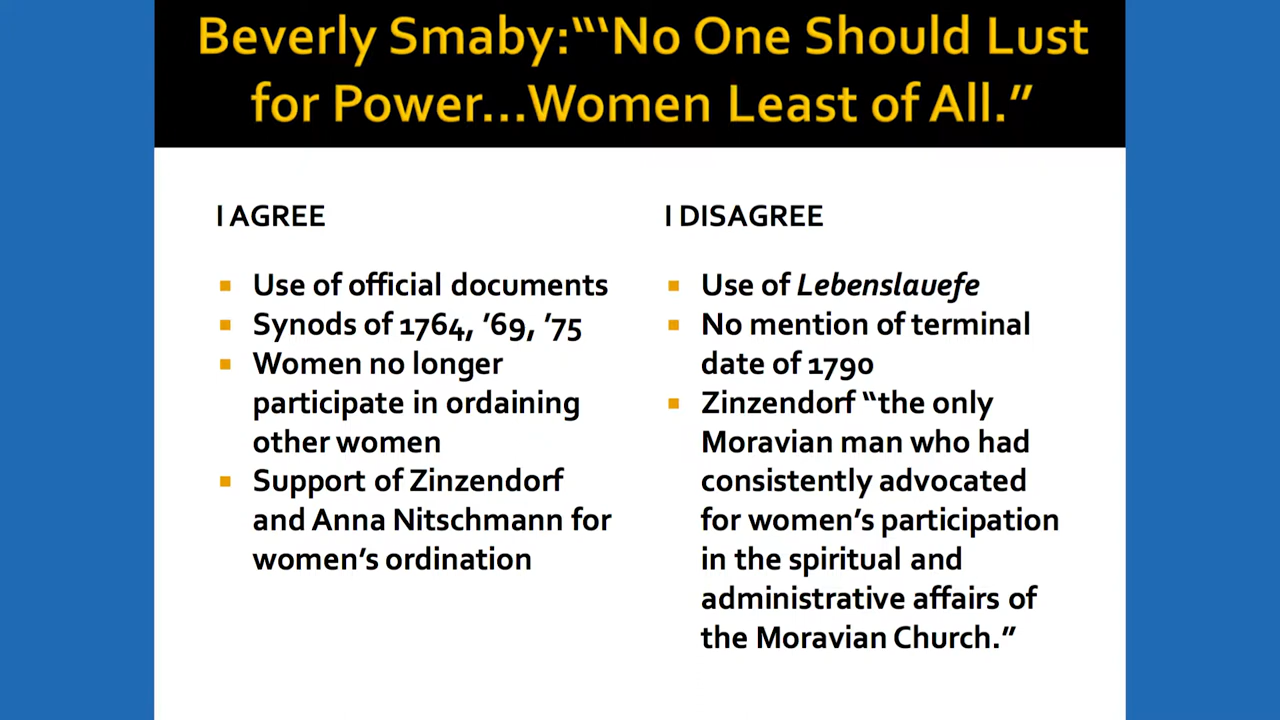 Beverly Smaby:“‘No One Should Lust
for Power...Women Least of All.”
I AGREE
▪ Use of official documents
▪ Synods of 1764, ’69, ’75
▪ Women no longer
participate in ordaining
other women
▪ Support of Zinzendorf
and Anna Nitschmann for
women’s ordination
I DISAGREE
▪ Use of Lebenslauefe
▪ No mention of terminal
date of 1790
▪ Zinzendorf “the only
Moravian man who had
consistently advocated
for women’s participation
in the spiritual and
administrative affairs of
the Moravian Church.”